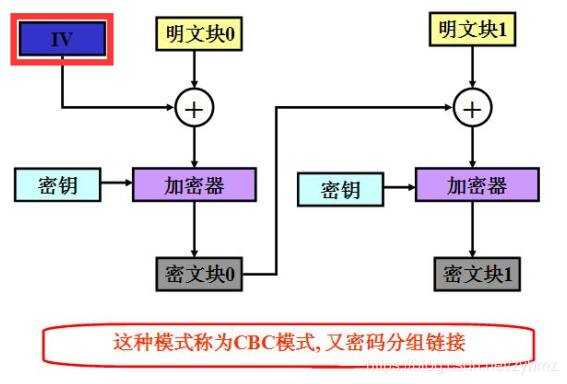 IV
明文块0
明文块1
+
+
密钥
加密器
密钥
加密器
密文块0
密文块1
这种模式称为CBC模式, 又密码分组链接
https://blog.csdn.net/zyhmz